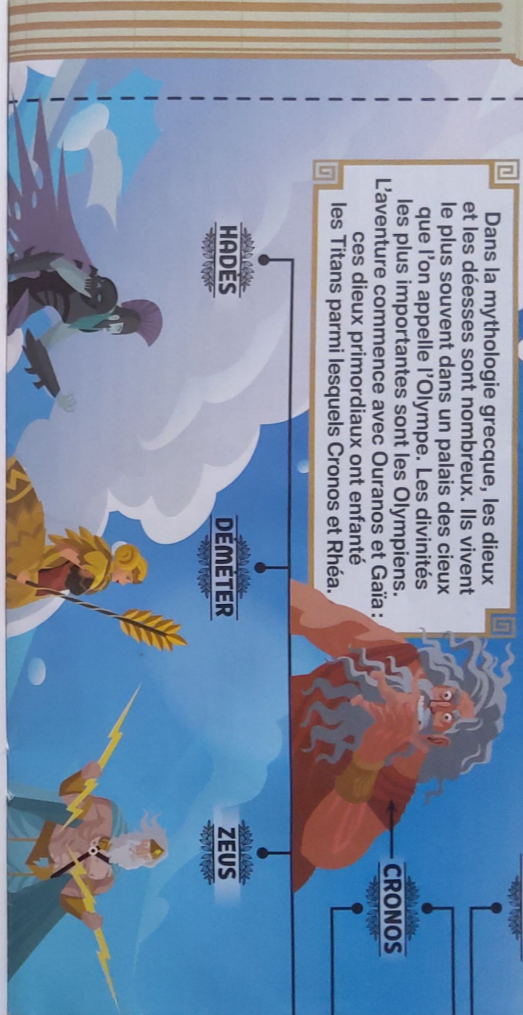 Dans la mythologie grecque, les dieux
et les déesses sont nombreux. Ils vivent
le plus souvent dans un palais des cieux
que l'on appelle l'Olympe. Les divinités
les plus importantes sont les Olympiens.
L'aventure commence avec Ouranos et Gaïa :
ces dieux primordiaux ont enfanté
les Titans parmi lesquels Cronos et Rhéa.
CRONOS
HADÈS
DÉMÉTER
ZEUS